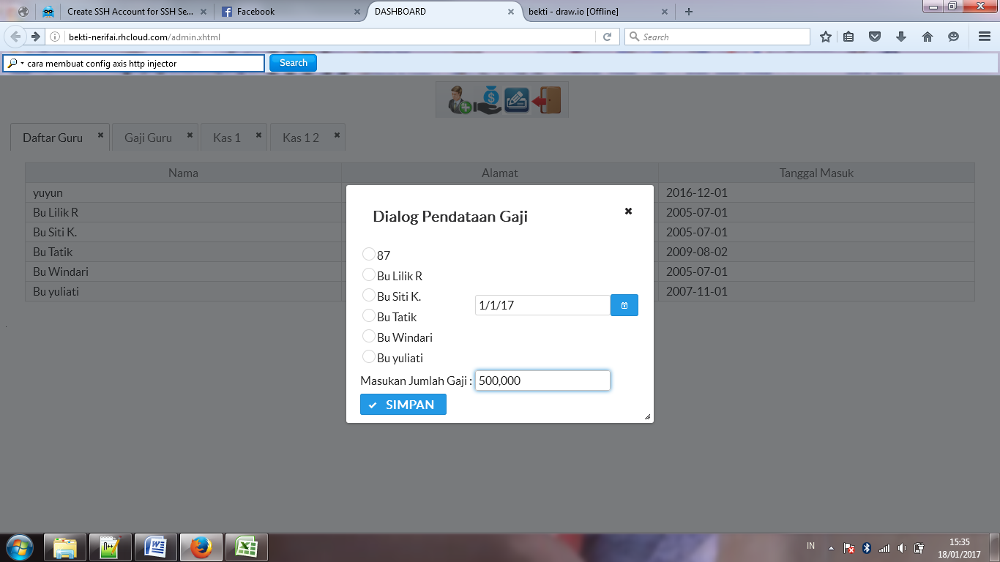 Create SSH Account for SSH Se...
Facebook
DASHBOARD
bekti - draw.io [Offline]
bekti-nerifai.rhcloud.com/admin.xhtml
Search
cara membuat config axis http injector
Search
Daftar Guru
Gaji Guru
Kas 1
Kas 1 2
Nama
Alamat
Tanggal Masuk
yuyun
2016-12-01
Bu Lilik R
2005-07-01
Bu Siti K.
2005-07-01
Bu Tatik
2009-08-02
Bu Windari
2005-07-01
Bu yuliati
2007-11-01
Dialog Pendataan Gaji
87
Bu Lilik R
Bu Siti K.
Bu Tatik
Bu Windari
Bu yuliati
1/1/17
Masukan Jumlah Gaji : 500,000
SIMPAN
IN
15:35
18/01/2017